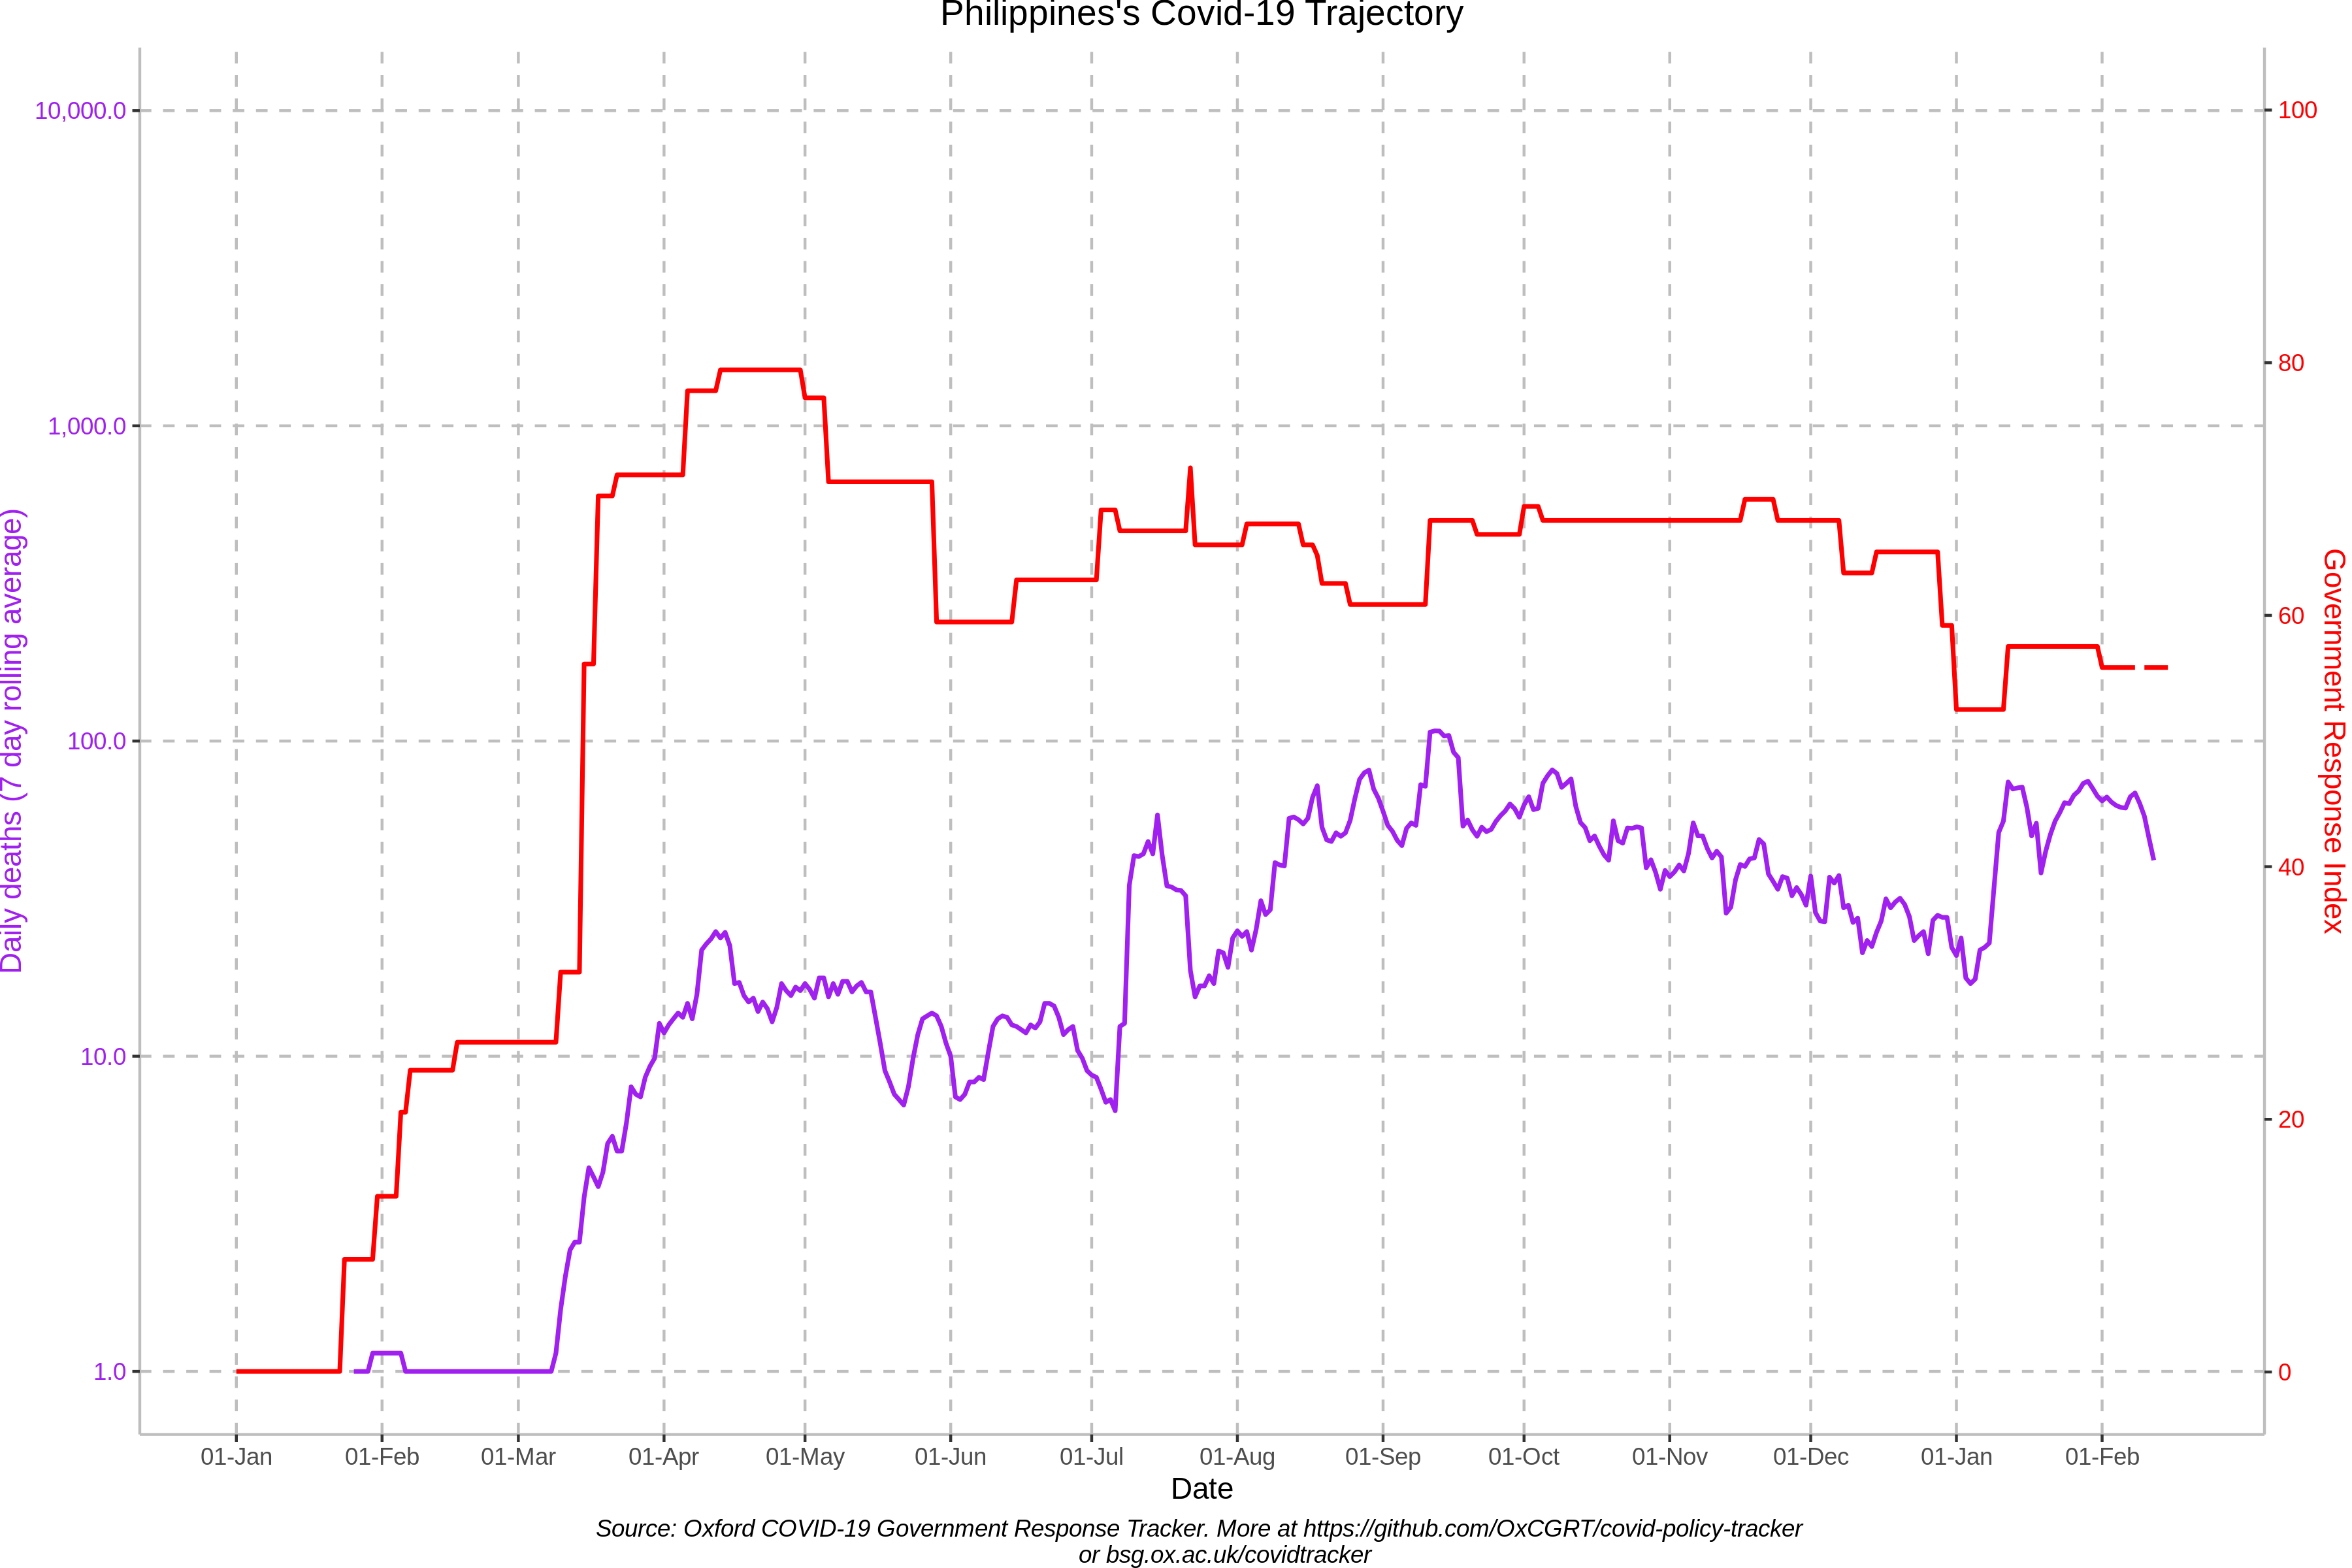 Philippines's Covid-19 Trajectory
10,000.0
1,000.0
100.0
10.0
1.0
Daily deaths (7 day rolling average)
100
80
60
40
20
0
Government Response Index
01-Jan 01-Feb 01-Mar 01-Apr 01-May 01-Jun 01-Jul 01-Aug 01-Sep 01-Oct 01-Nov 01-Dec 01-Jan 01-Feb
Date
Source: Oxford COVID-19 Government Response Tracker. More at https://github.com/OxCGRT/covid-policy-tracker
or bsg.ox.ac.uk/covidtracker